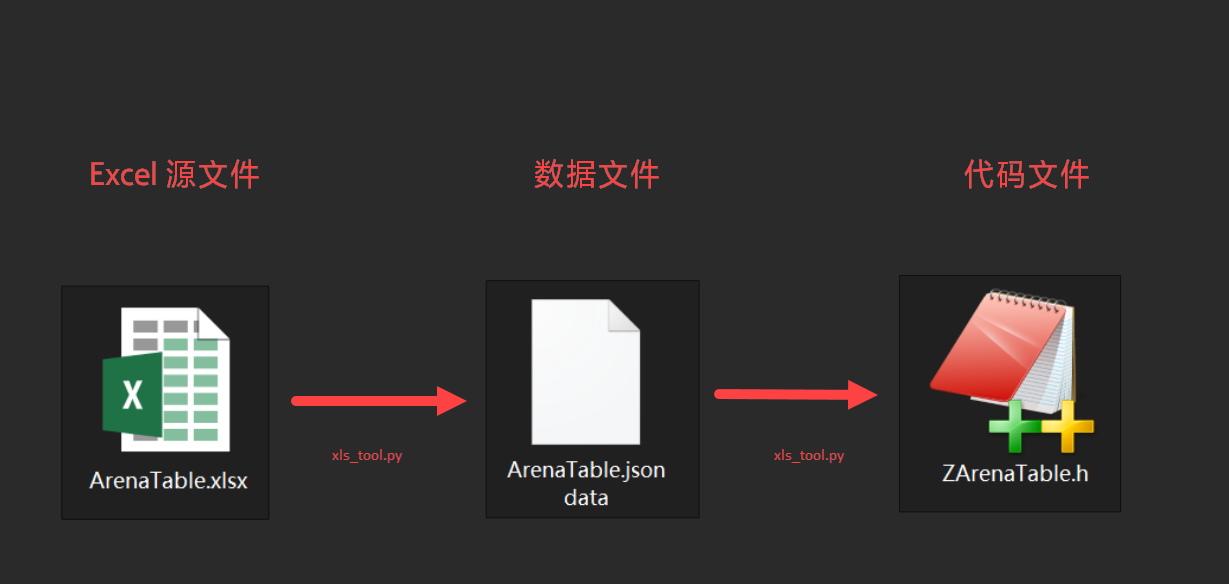 Excel 源文件
数据文件
代码文件
X
ArenaTable.xlsx
xls_tool.py
ArenaTable.json
data
xls_tool.py
ZArenaTable.h